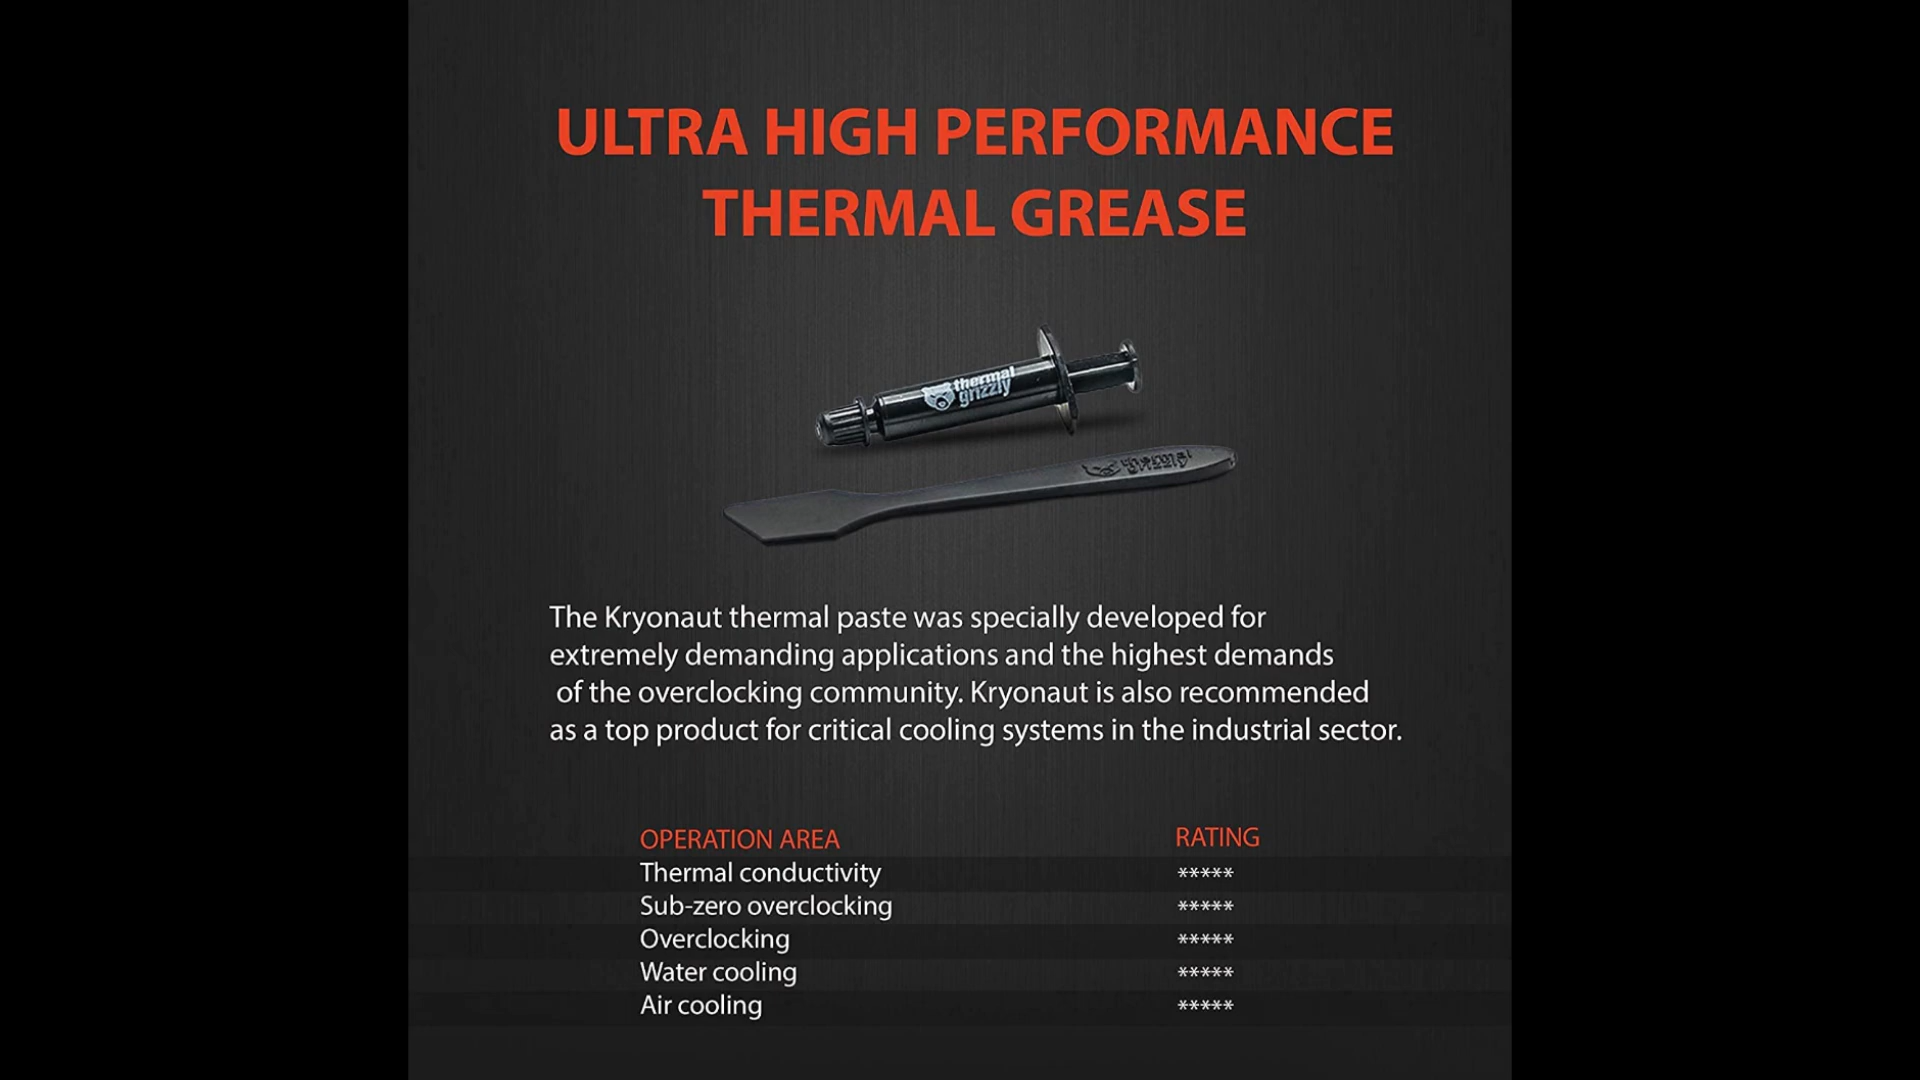 ULTRA HIGH PERFORMANCE
THERMAL GREASE
thermal
grizzly
grizzly
The Kryonaut thermal paste was specially developed for
extremely demanding applications and the highest demands
of the overclocking community. Kryonaut is also recommended
as a top product for critical cooling systems in the industrial sector.
OPERATION AREA RATING
Thermal conductivity *****
Sub-zero overclocking *****
Overclocking *****
Water cooling *****
Air cooling *****